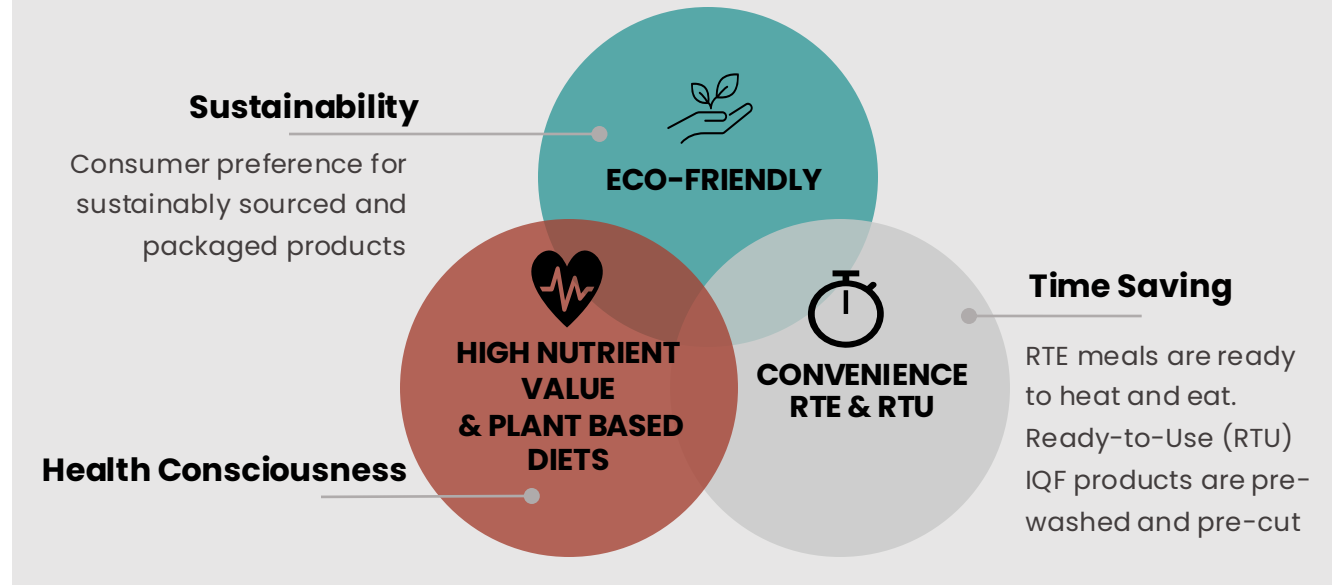 Sustainability
Consumer preference for
sustainably sourced and
packaged products
ECO-FRIENDLY
HIGH NUTRIENT
VALUE
& PLANT BASED
DIETS
Health Consciousness
CONVENIENCE
RTE & RTU
Time Saving
RTE meals are ready
to heat and eat.
Ready-to-Use (RTU)
IQF products are pre-
washed and pre-cut